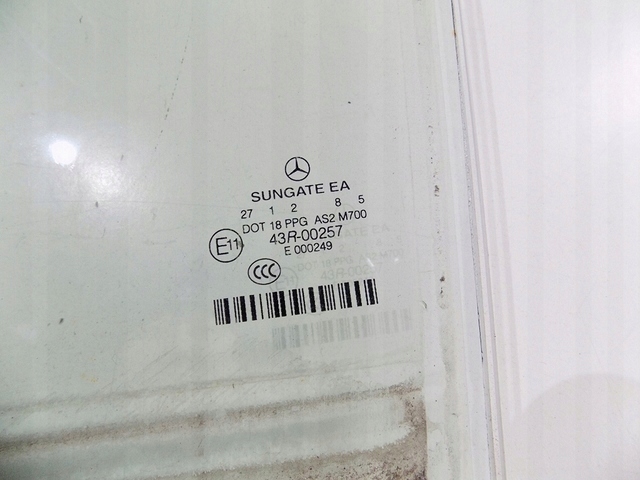 SUNGATE EA
27 1 2 8 5
DOT 18 PPG AS2 M700
43R-00257
E11
E 000249
CCC